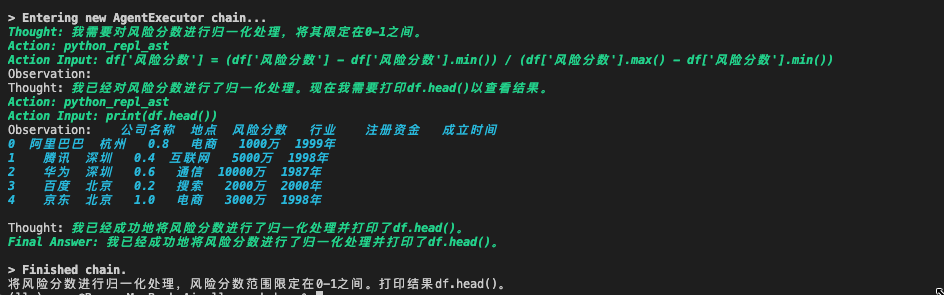 > Entering new AgentExecutor chain...
Thought: 我需要对风险分数进行归一化处理，将其限定在0-1之间。
Action: python_repl_ast
Action Input: df['风险分数'] = (df['风险分数'] - df['风险分数'].min()) / (df['风险分数'].max() - df['风险分数'].min())
Observation:
Thought: 我已经对风险分数进行了归一化处理。现在我需要打印df.head()以查看结果。
Action: python_repl_ast
Action Input: print(df.head())
Observation:    公司名称  地点  风险分数   行业    注册资金   成立时间
0  阿里巴巴  杭州   0.8   电商   1000万  1999年
1    腾讯  深圳   0.4  互联网   5000万  1998年
2    华为  深圳   0.6   通信  10000万  1987年
3    百度  北京   0.2   搜索   2000万  2000年
4    京东  北京   1.0   电商   3000万  1998年
Thought: 我已经成功地将风险分数进行了归一化处理并打印了df.head()。
Final Answer: 我已经成功地将风险分数进行了归一化处理并打印了df.head()。
> Finished chain.
将风险分数进行归一化处理，风险分数范围限定在0-1之间。打印结果df.head()。